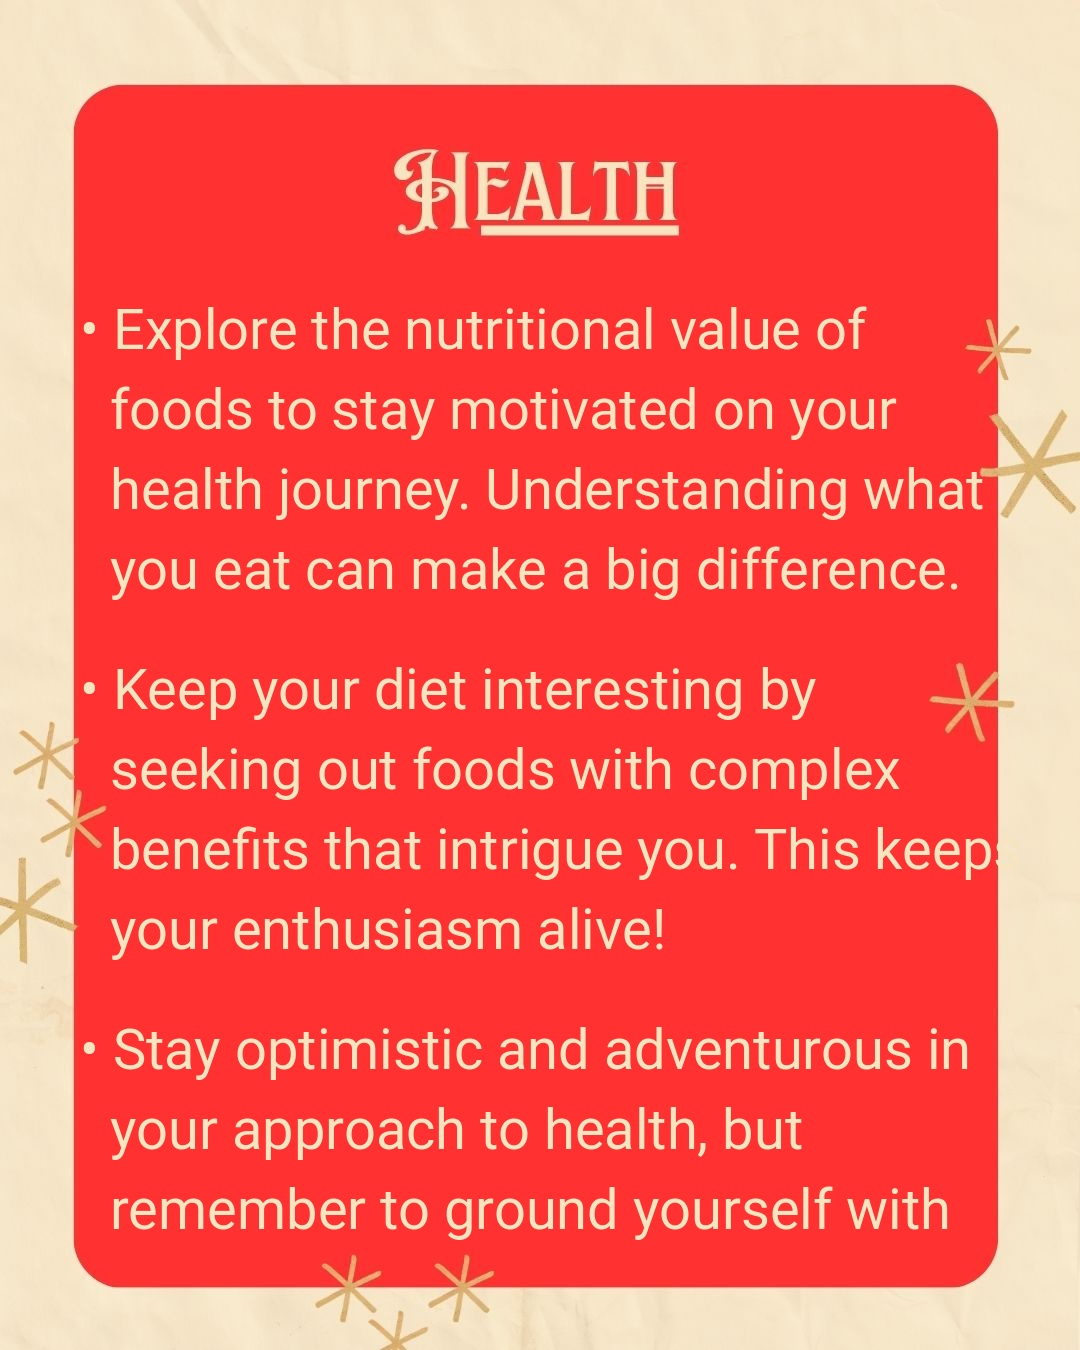 Health
• Explore the nutritional value of
foods to stay motivated on your
health journey. Understanding what
you eat can make a big difference.
• Keep your diet interesting by
seeking out foods with complex
benefits that intrigue you. This keeps
your enthusiasm alive!
• Stay optimistic and adventurous in
your approach to health, but
remember to ground yourself with